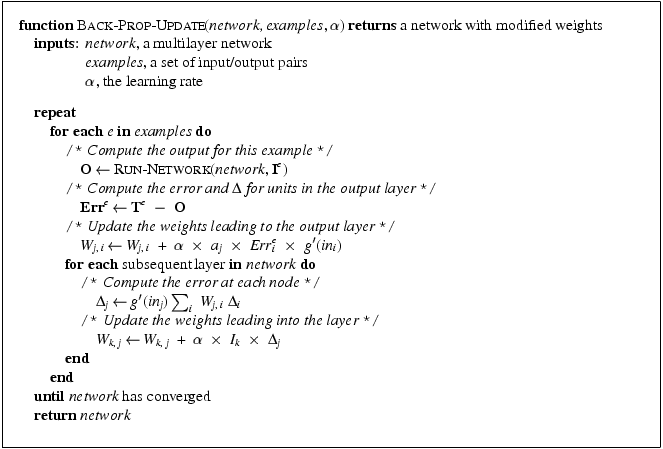 function BACK-PROP-UPDATE(network, examples, α) returns a network with modified weights
inputs: network, a multilayer network
examples, a set of input/output pairs
α, the learning rate
repeat
for each e in examples do
/* Compute the output for this example */
O ← RUN-NETWORK(network, Iᵉ)
/* Compute the error and Δ for units in the output layer */
Errᵉ ← Tᵉ − O
/* Update the weights leading to the output layer */
W_{j,i} ← W_{j,i} + α × a_j × Err_i^e × g′(in_i)
for each subsequent layer in network do
/* Compute the error at each node */
Δ_j ← g′(in_j) ∑_i W_{j,i} Δ_i
/* Update the weights leading into the layer */
W_{k,j} ← W_{k,j} + α × I_k × Δ_j
end
end
until network has converged
return network